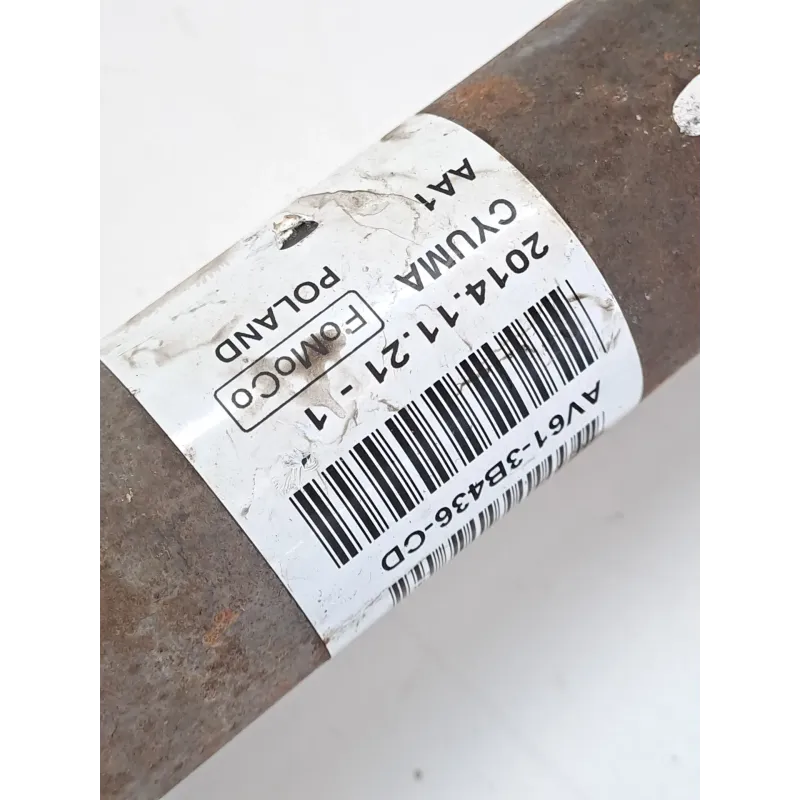 AA1
CYUMA
2014.11.21 - 1
FoMoCo
POLAND
AV61-3B436-CD